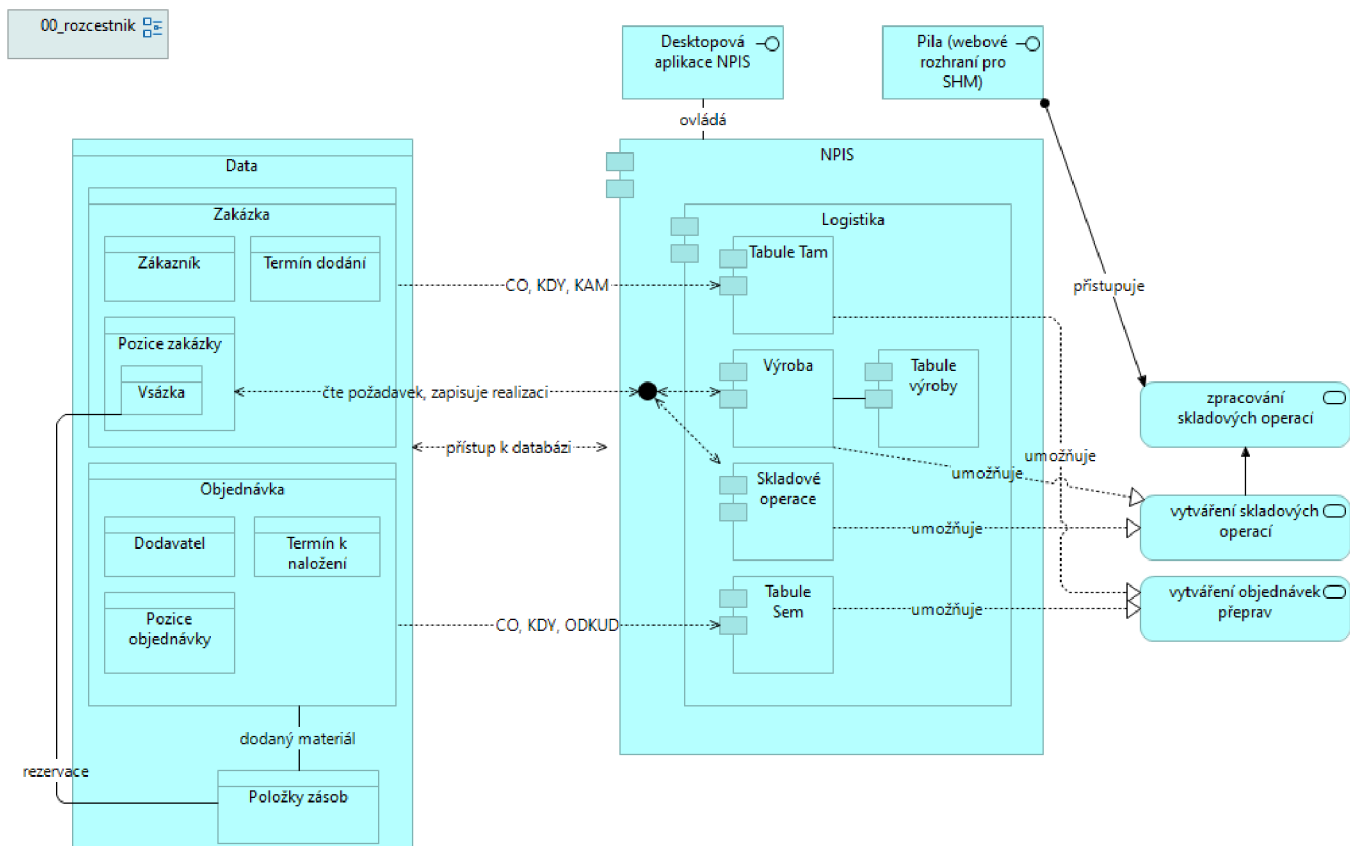 00_rozcestnik
Desktopová
aplikace NPIS
Pila (webové
rozhraní pro
SHM)
ovládá
Data
NPIS
Zakázka
Logistika
Zákazník
Termín dodání
Tabule Tam
CO, KDY, KAM
přistupuje
Pozice zakázky
Vsázka
čte požadavek, zapisuje realizaci
Výroba
Tabule
výroby
zpracování
skladových operací
přístup k databázi
umožňuje
umožňuje
Objednávka
Skladové
operace
Dodavatel
Termín k
naložení
umožňuje
vytváření skladových
operací
Pozice
objednávky
CO, KDY, ODKUD
Tabule
Sem
umožňuje
vytváření objednávek
přeprav
dodaný materiál
rezervace
Položky zásob